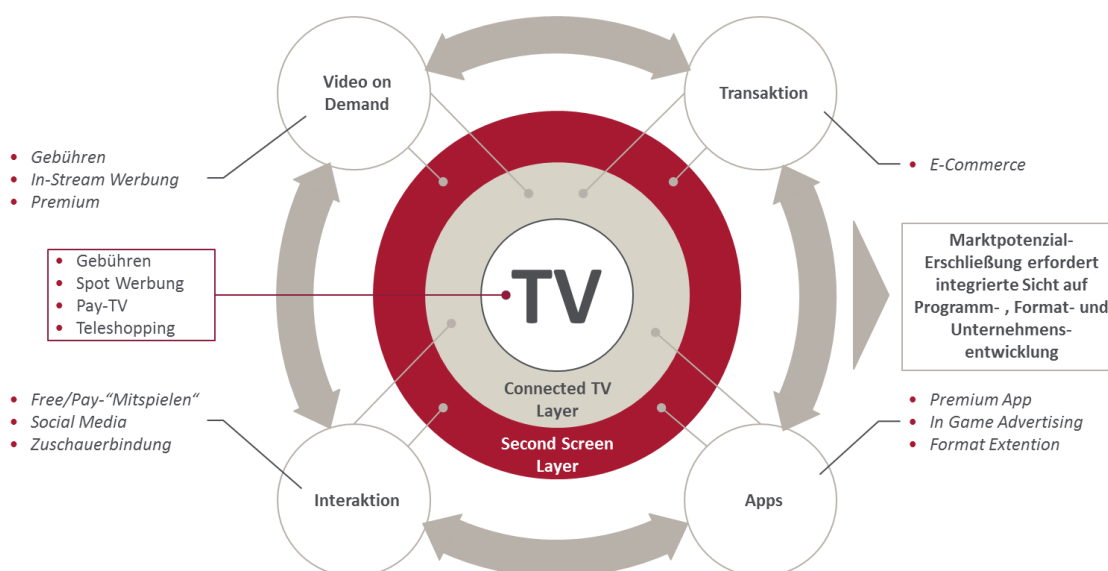 Video on
Demand
Transaktion
Gebühren
In-Stream Werbung
Premium
E-Commerce
Gebühren
Spot Werbung
Pay-TV
Teleshopping
TV
Marktpotenzial-
Erschließung erfordert
integrierte Sicht auf
Programm- , Format- und
Unternehmens-
entwicklung
Connected TV
Layer
Second Screen
Layer
Free/Pay-“Mitspielen“
Social Media
Zuschauerbindung
Premium App
In Game Advertising
Format Extention
Interaktion
Apps